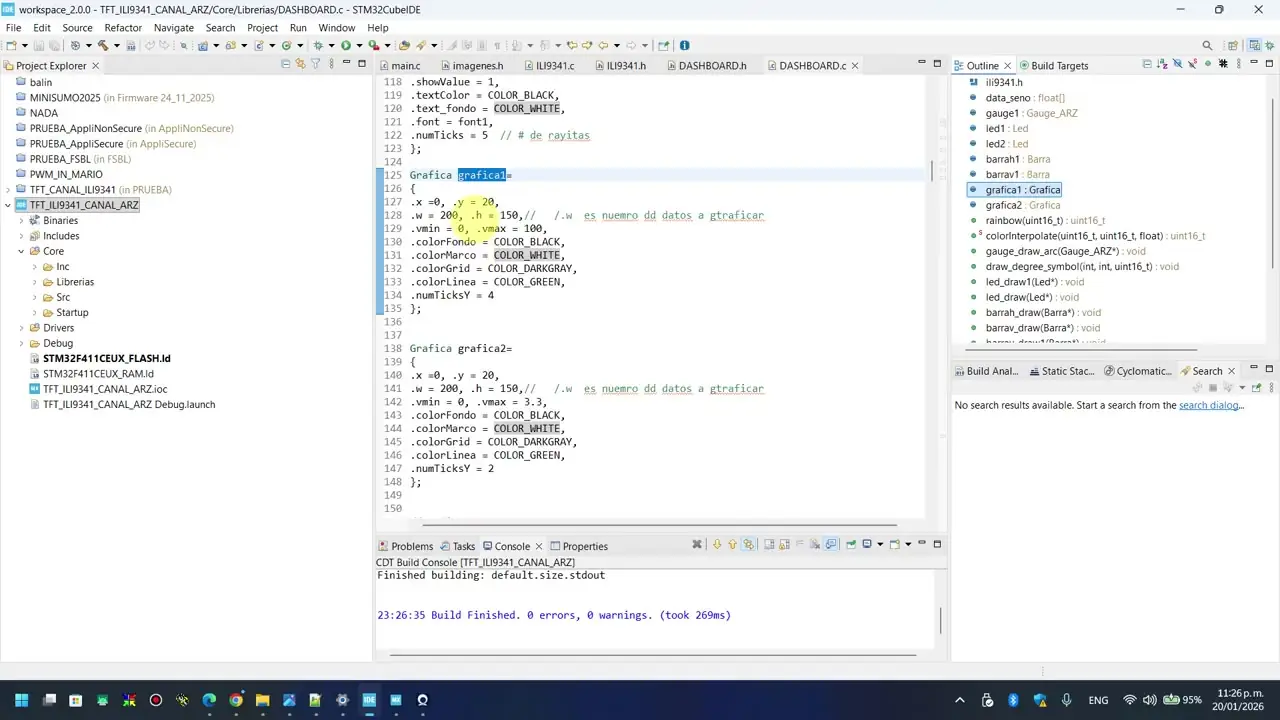 workspace_2.0.0 - TFT_ILI9341_CANAL_ARZ/Core/Librerias/DASHBOARD.c - STM32CubeIDE
File Edit Source Refactor Navigate Search Project Run Window Help
Project Explorer
balin
MINISUMO2025 (in Firmware 24_11_2025)
NADA
PRUEBA_AppliNonSecure (in AppliNonSecure)
PRUEBA_AppliSecure (in AppliSecure)
PRUEBA_FSBL (in FSBL)
PWM_IN_MARIO
TFT_CANAL_ILI9341 (in PRUEBA)
TFT_ILI9341_CANAL_ARZ
Binaries
Includes
Core
Inc
Librerias
Src
Startup
Drivers
Debug
STM32F411CEUX_FLASH.ld
STM32F411CEUX_RAM.ld
TFT_ILI9341_CANAL_ARZ.ioc
TFT_ILI9341_CANAL_ARZ Debug.launch
main.c imagenes.h ILI9341.c ILI9341.h DASHBOARD.h DASHBOARD.c
118 .showValue = 1,
119 .textColor = COLOR_BLACK,
120 .text_fondo = COLOR_WHITE,
121 .font = font1,
122 .numTicks = 5 // # de rayitas
123 };
124
125 Grafica grafica1=
126 {
127 .x =0, .y = 20,
128 .w = 200, .h = 150,// /.w es nuemro dd datos a gtraficar
129 .vmin = 0, .vmax = 100,
130 .colorFondo = COLOR_BLACK,
131 .colorMarco = COLOR_WHITE,
132 .colorGrid = COLOR_DARKGRAY,
133 .colorLinea = COLOR_GREEN,
134 .numTicksY = 4
135 };
136
137
138 Grafica grafica2=
139 {
140 .x =0, .y = 20,
141 .w = 200, .h = 150,// /.w es nuemro dd datos a gtraficar
142 .vmin = 0, .vmax = 3.3,
143 .colorFondo = COLOR_BLACK,
144 .colorMarco = COLOR_WHITE,
145 .colorGrid = COLOR_DARKGRAY,
146 .colorLinea = COLOR_GREEN,
147 .numTicksY = 2
148 };
149
150
Problems Tasks Console Properties
CDT Build Console [TFT_ILI9341_CANAL_ARZ]
Finished building: default.size.stdout
23:26:35 Build Finished. 0 errors, 0 warnings. (took 269ms)
Outline Build Targets
ili9341.h
data_seno : float[]
gauge1 : Gauge_ARZ
led1 : Led
led2 : Led
barrah1 : Barra
barrav1 : Barra
grafica1 : Grafica
grafica2 : Grafica
rainbow(uint16_t) : uint16_t
colorInterpolate(uint16_t, uint16_t, float) : uint16_t
gauge_draw_arc(Gauge_ARZ*) : void
draw_degree_symbol(int, int, uint16_t) : void
led_draw1(Led*) : void
led_draw(Led*) : void
barrah_draw(Barra*) : void
barrav_draw(Barra*) : void
barrav_draw1(Barra*) : void
Build Anal... Static Stac... Cyclomatic... Search
No search results available. Start a search from the search dialog...
ENG
95%
11:26 p.m.
20/01/2026